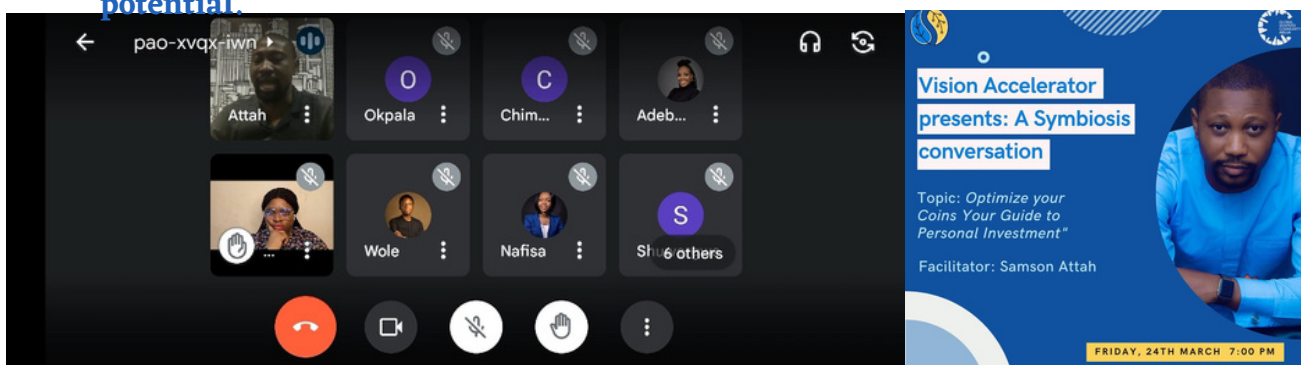 potential.
pao-xvqx-iwn
Attah
O
Okpala
C
Chim...
Adeb...
...
Wole
Nafisa
S
6 others
Vision Accelerator
presents: A Symbiosis
conversation
Topic: Optimize your
Coins Your Guide to
Personal Investment"
Facilitator: Samson Attah
FRIDAY, 24TH MARCH 7:00 PM